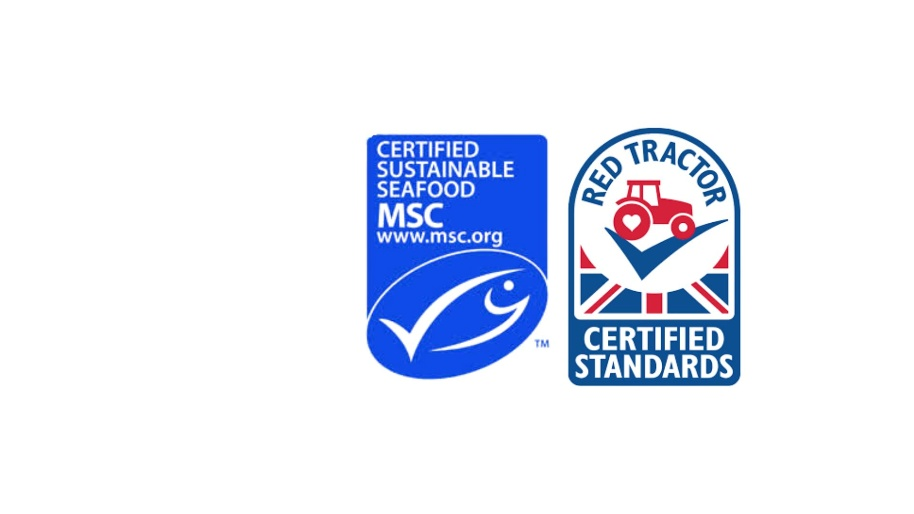 CERTIFIED
SUSTAINABLE
SEAFOOD
MSC
www.msc.org
TM
RED TRACTOR
CERTIFIED
STANDARDS